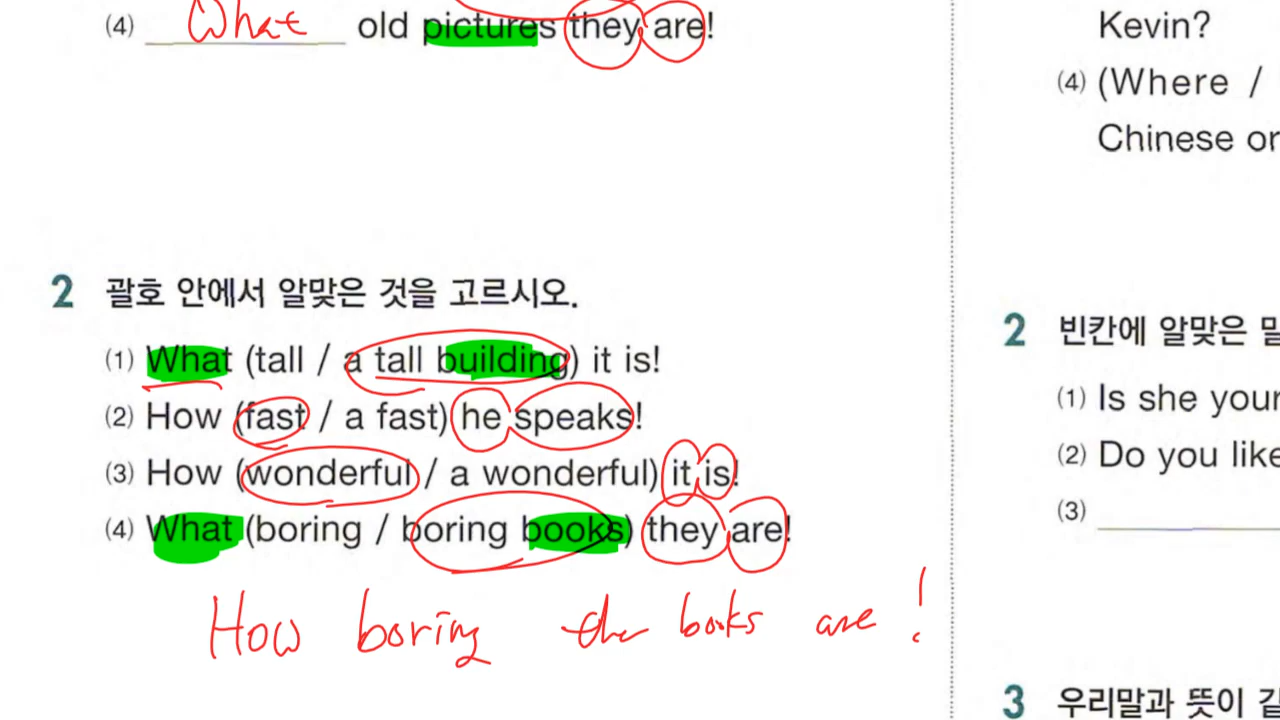 (4) What old pictures they are!
2 괄호 안에서 알맞은 것을 고르시오.
(1) What (tall / a tall building) it is!
(2) How (fast / a fast) he speaks!
(3) How (wonderful / a wonderful) it is!
(4) What (boring / boring books) they are!
How boring the books are!
Kevin?
(4) (Where /
Chinese or
2 빈칸에 알맞은
(1) Is she your
(2) Do you like
(3)
3 우리말과 뜻이